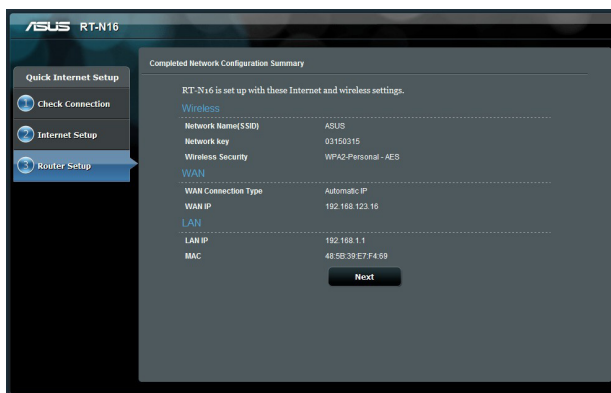 ASUS RT-N16
Completed Network Configuration Summary
Quick Internet Setup
1 Check Connection
2 Internet Setup
3 Router Setup
RT-N16 is set up with these Internet and wireless settings.
Wireless
Network Name(SSID) ASUS
Network key 03150315
Wireless Security WPA2-Personal - AES
WAN
WAN Connection Type Automatic IP
WAN IP 192.168.123.16
LAN
LAN IP 192.168.1.1
MAC 48:5B:39:E7:F4:69
Next